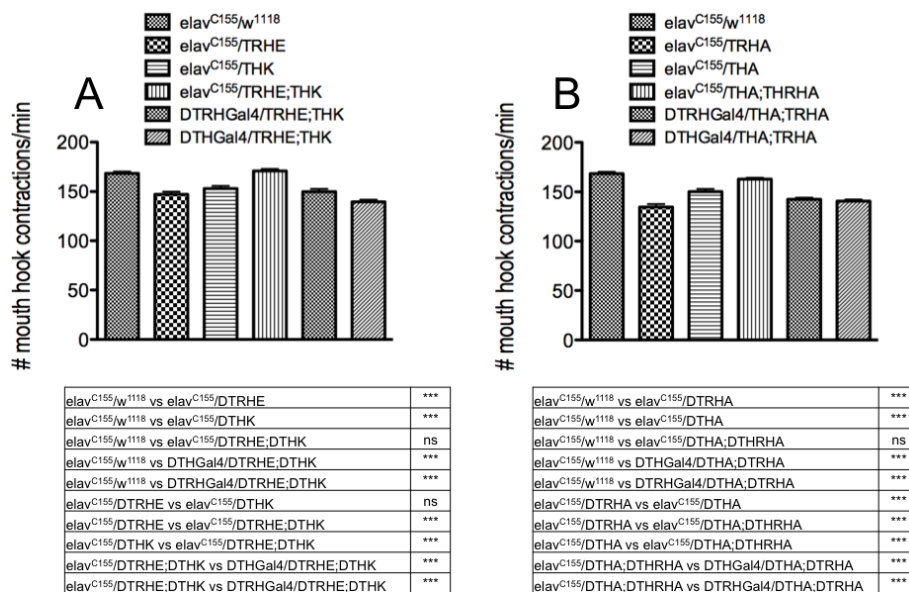 A
elavC155/w1118
elavC155/TRHE
elavC155/THK
elavC155/TRHE;THK
DTRHGal4/TRHE;THK
DTHGal4/TRHE;THK
# mouth hook contractions/min
200
150
100
50
0
elavC155/w1118 vs elavC155/DTRHE ***
elavC155/w1118 vs elavC155/DTHK ***
elavC155/w1118 vs elavC155/DTRHE;DTHK ns
elavC155/w1118 vs DTHGal4/DTRHE;DTHK ***
elavC155/w1118 vs DTRHGal4/DTRHE;DTHK ***
elavC155/DTRHE vs elavC155/DTHK ns
elavC155/DTRHE vs elavC155/DTRHE;DTHK ***
elavC155/DTHK vs elavC155/DTRHE;DTHK ***
elavC155/DTRHE;DTHK vs DTHGal4/DTRHE;DTHK ***
elavC155/DTRHE;DTHK vs DTRHGal4/DTRHE;DTHK ***
B
elavC155/w1118
elavC155/TRHA
elavC155/THA
elavC155/THA;THRHA
DTRHGal4/THA;TRHA
DTHGal4/THA;TRHA
# mouth hook contractions/min
200
150
100
50
0
elavC155/w1118 vs elavC155/DTRHA ***
elavC155/w1118 vs elavC155/DTHA ***
elavC155/w1118 vs elavC155/DTHA;DTHRHA ns
elavC155/w1118 vs DTHGal4/DTHA;DTRHA ***
elavC155/w1118 vs DTRHGal4/DTHA;DTRHA ***
elavC155/DTRHA vs elavC155/DTHA ***
elavC155/DTRHA vs elavC155/DTHA;DTHRHA ***
elavC155/DTHA vs elavC155/DTHA;DTHRHA ***
elavC155/DTHA;DTHRHA vs DTHGal4/DTHA;DTRHA ***
elavC155/DTHA;DTHRHA vs DTRHGal4/DTHA;DTRHA ***